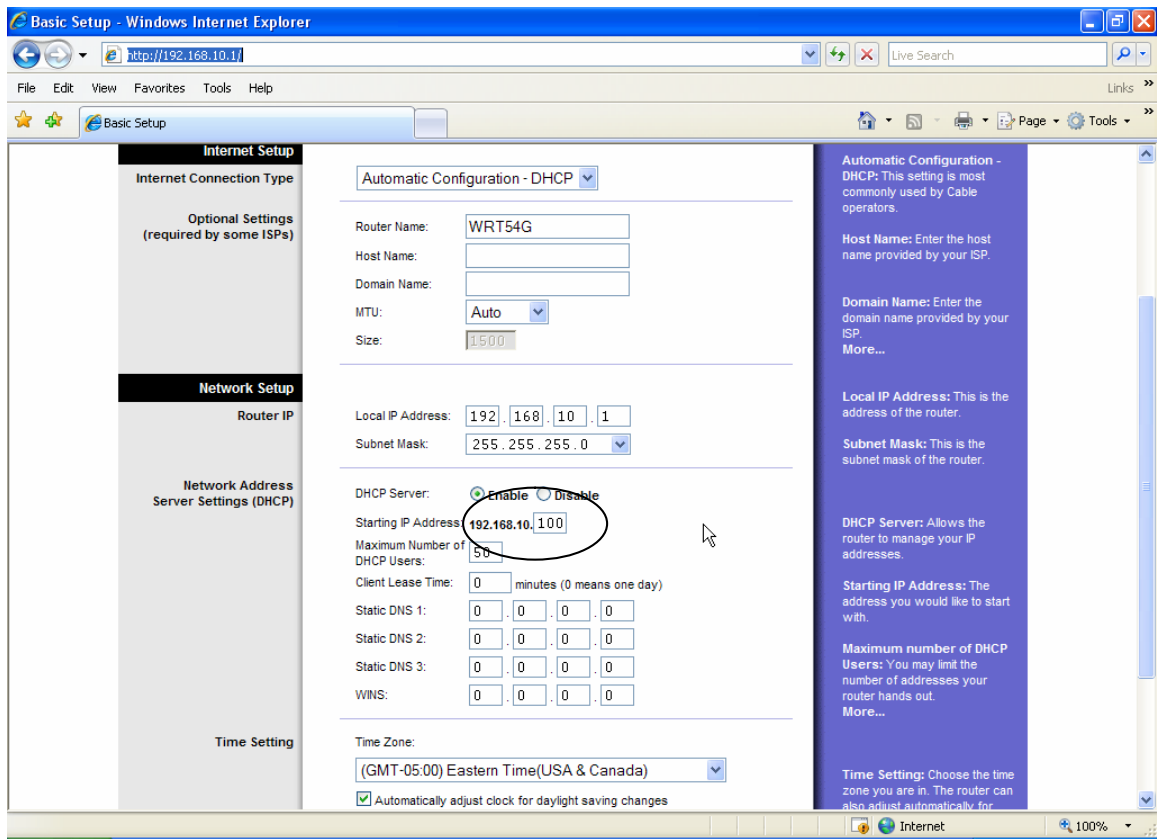 Basic Setup - Windows Internet Explorer
http://192.168.10.1/
Live Search
File Edit View Favorites Tools Help
Links »
Basic Setup
Page Tools »
Internet Setup
Internet Connection Type
Automatic Configuration - DHCP
Optional Settings
(required by some ISPs)
Router Name: WRT54G
Host Name:
Domain Name:
MTU: Auto
Size: 1500
Network Setup
Router IP
Local IP Address: 192 . 168 . 10 . 1
Subnet Mask: 255.255.255.0
Network Address
Server Settings (DHCP)
DHCP Server: Enable Disable
Starting IP Address: 192.168.10. 100
Maximum Number of
DHCP Users: 50
Client Lease Time: 0 minutes (0 means one day)
Static DNS 1: 0 . 0 . 0 . 0
Static DNS 2: 0 . 0 . 0 . 0
Static DNS 3: 0 . 0 . 0 . 0
WINS: 0 . 0 . 0 . 0
Time Setting
Time Zone:
(GMT-05:00) Eastern Time(USA & Canada)
Automatically adjust clock for daylight saving changes
Automatic Configuration -
DHCP: This setting is most
commonly used by Cable
operators.
Host Name: Enter the host
name provided by your ISP.
Domain Name: Enter the
domain name provided by your
ISP.
More...
Local IP Address: This is the
address of the router.
Subnet Mask: This is the
subnet mask of the router.
DHCP Server: Allows the
router to manage your IP
addresses.
Starting IP Address: The
address you would like to start
with.
Maximum number of DHCP
Users: You may limit the
number of addresses your
router hands out.
More...
Time Setting: Choose the time
zone you are in. The router can
also adjust automatically for
Internet
100%